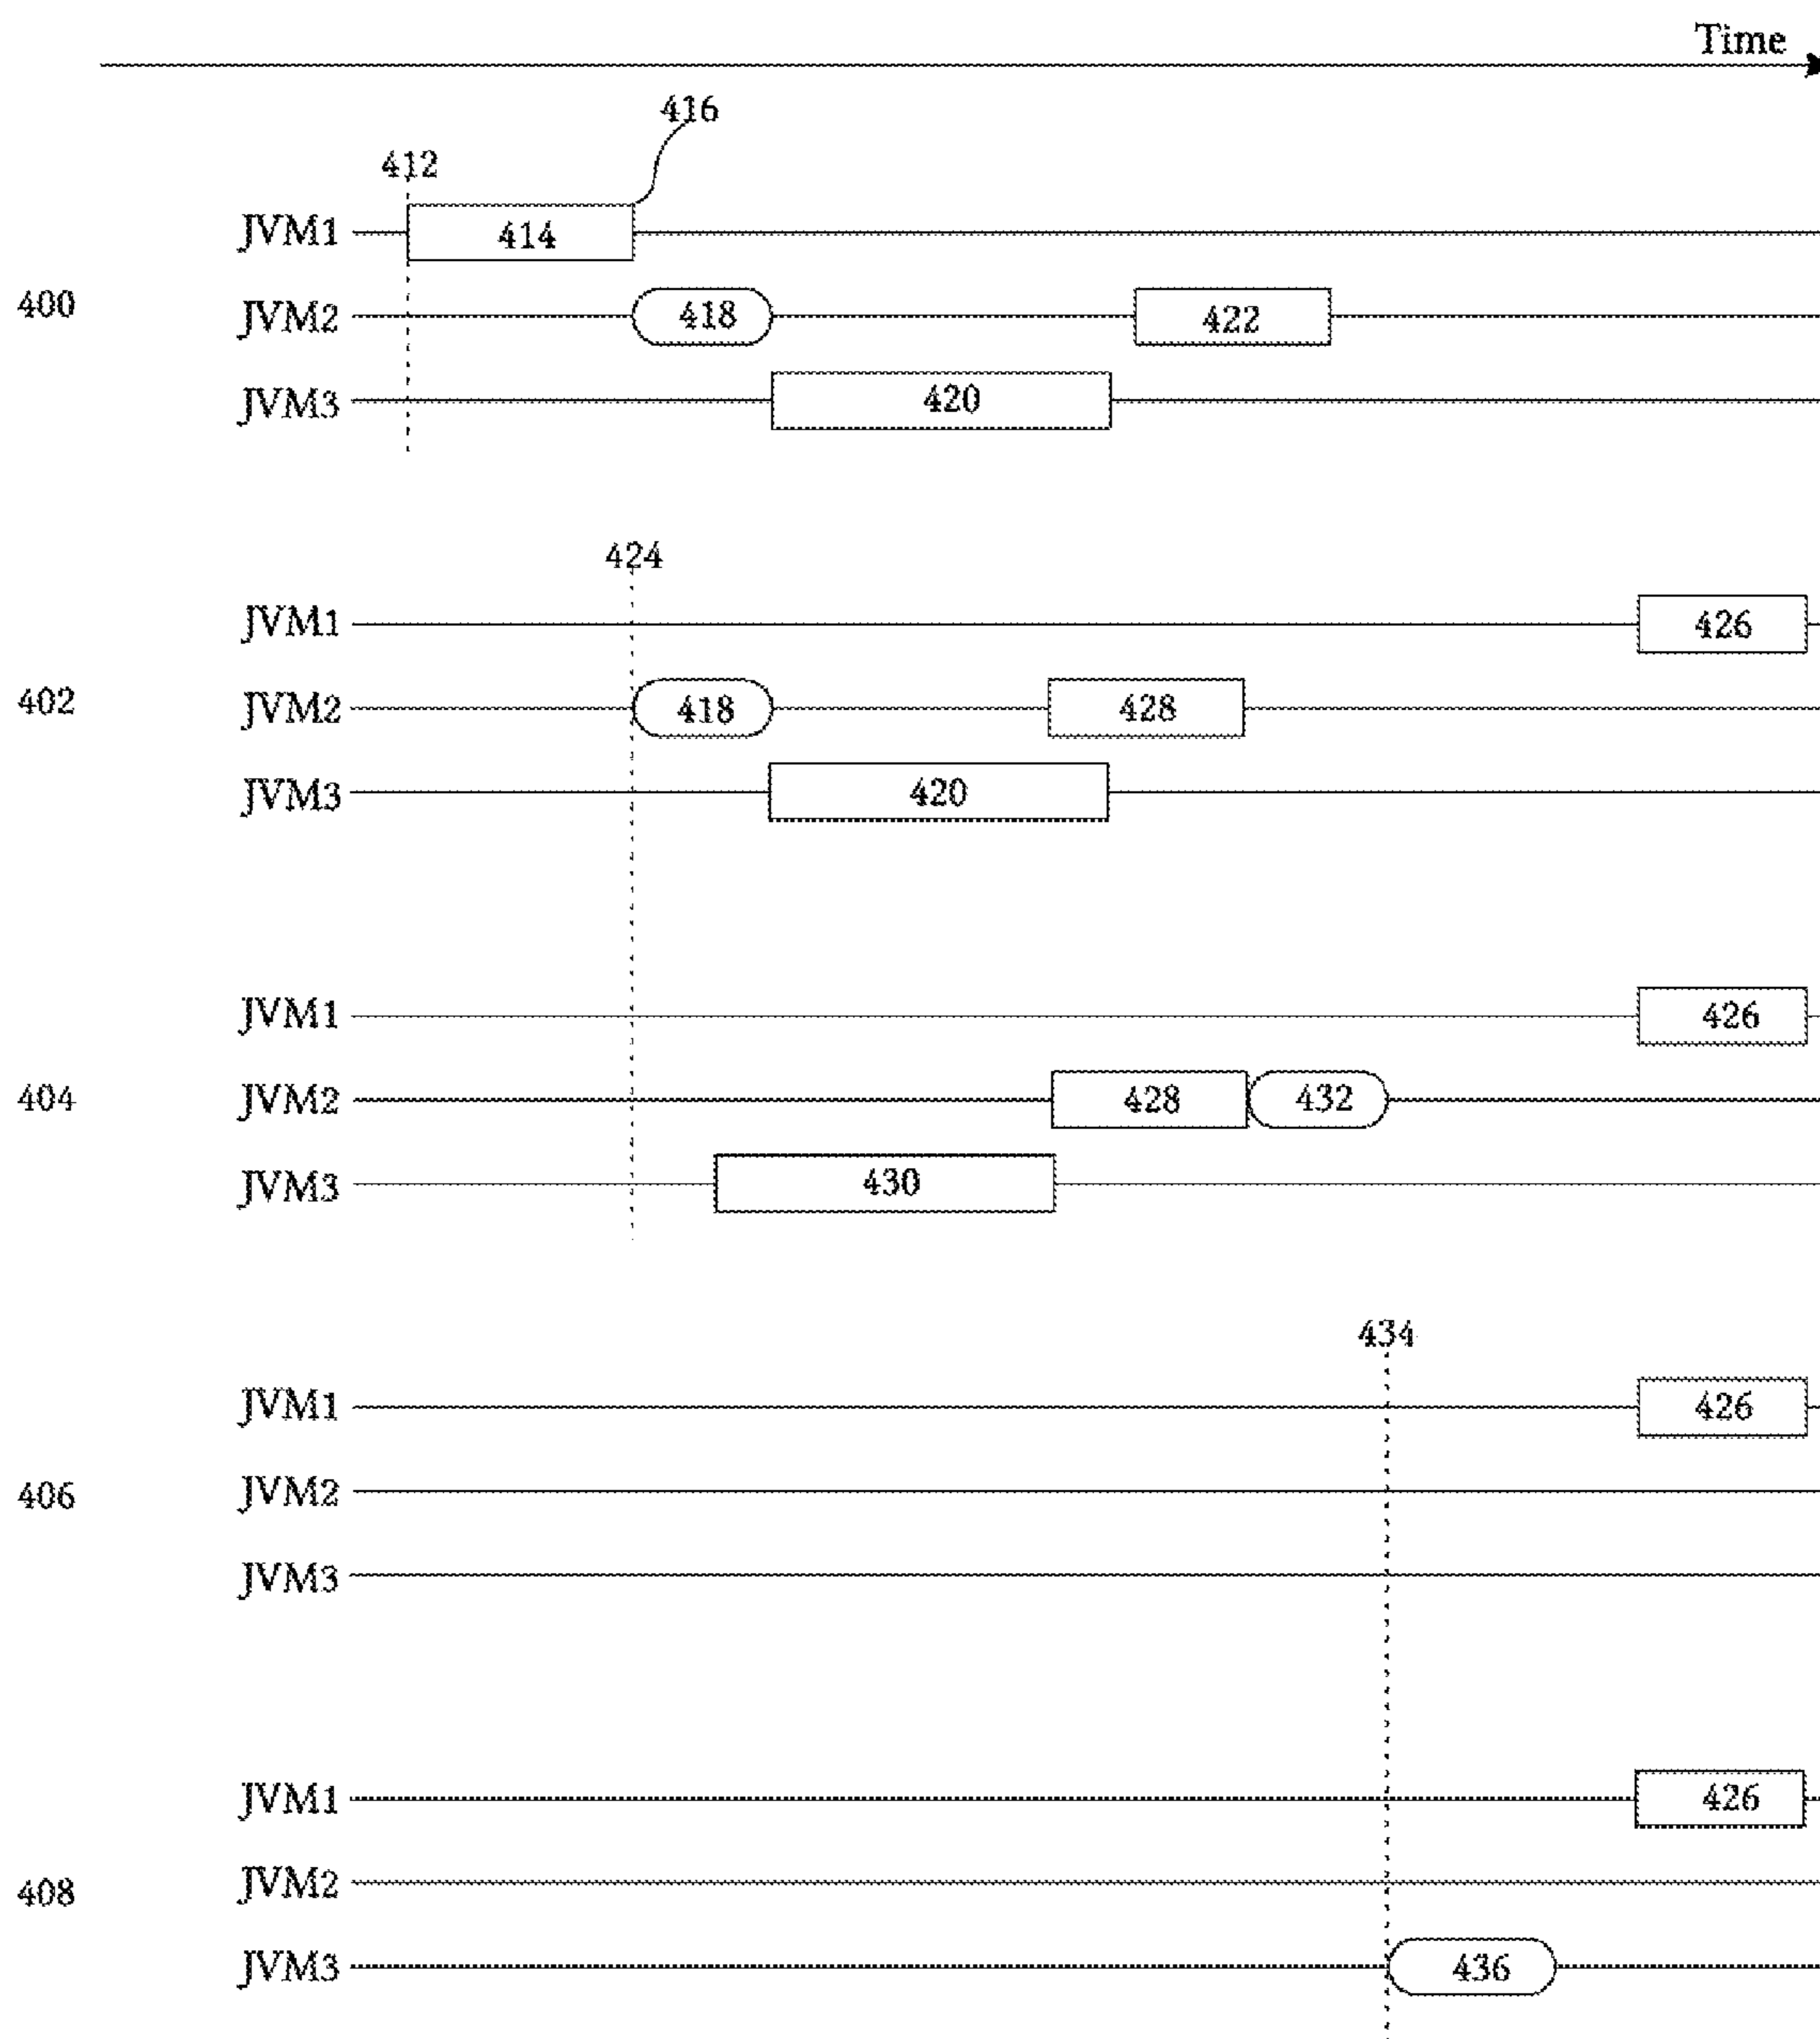 Time
416
412
JVM1 414
400
JVM2 418 422
JVM3 420
424
JVM1 426
402
JVM2 418 428
JVM3 420
JVM1 426
404
JVM2 428 432
JVM3 430
434
JVM1 426
406
JVM2
JVM3
JVM1 426
408
JVM2
JVM3 436